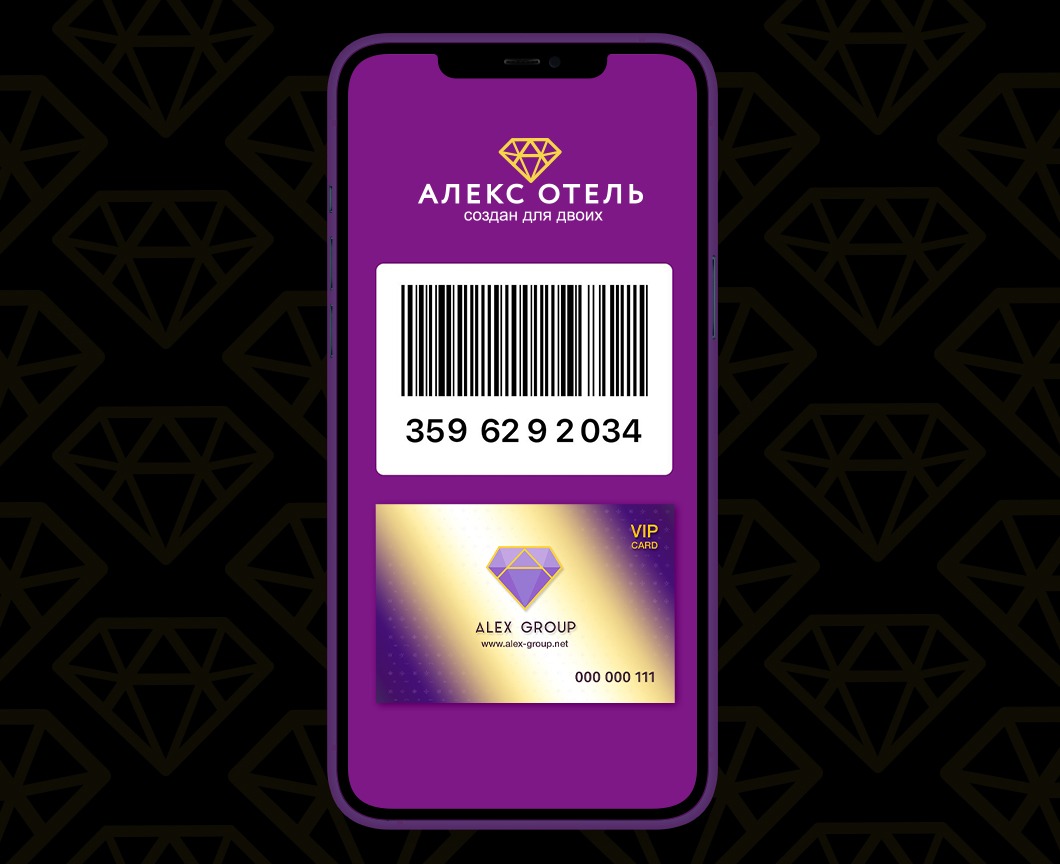 АЛЕКС ОТЕЛЬ
создан для двоих
359 62 9 2 034
VIP
CARD
ALEX GROUP
www.alex-group.net
000 000 111